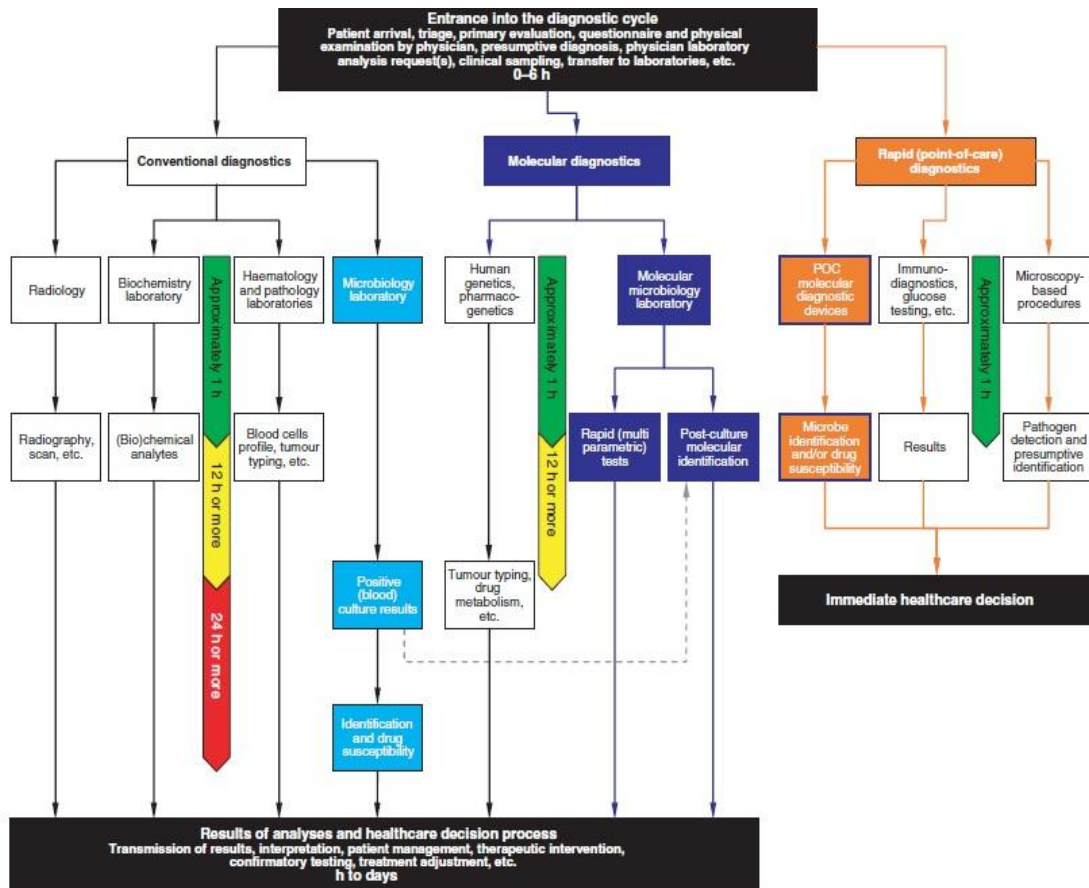 Entrance into the diagnostic cycle
Patient arrival, triage, primary evaluation, questionnaire and physical
examination by physician, presumptive diagnosis, physician laboratory
analysis request(s), clinical sampling, transfer to laboratories, etc.
0–6 h
Conventional diagnostics
Molecular diagnostics
Rapid (point-of-care)
diagnostics
Radiology
Biochemistry
laboratory
Haematology
and pathology
laboratories
Microbiology
laboratory
Human
genetics,
pharmaco-
genetics
Molecular
microbiology
laboratory
POC
molecular
diagnostic
devices
Immuno-
diagnostics,
glucose
testing, etc.
Microscopy-
based
procedures
Approximately 1 h
12 h or more
24 h or more
Approximately 1 h
12 h or more
Approximately 1 h
Radiography,
scan, etc.
(Bio)chemical
analytes
Blood cells
profile, tumour
typing, etc.
Rapid (multi
parametric)
tests
Post-culture
molecular
identification
Microbe
identification
and/or drug
susceptibility
Results
Pathogen
detection and
presumptive
identification
Positive
(blood)
culture results
Tumour typing,
drug
metabolism,
etc.
Immediate healthcare decision
Identification
and drug
susceptibility
Results of analyses and healthcare decision process
Transmission of results, interpretation, patient management, therapeutic intervention,
confirmatory testing, treatment adjustment, etc.
h to days